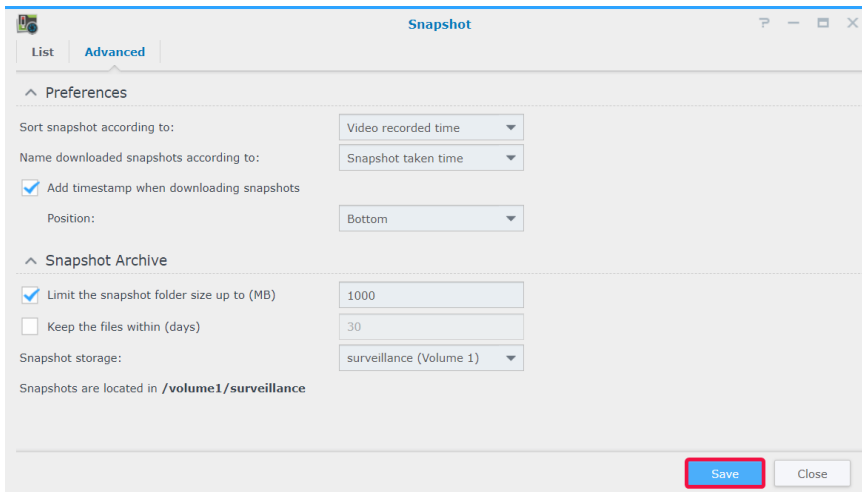 Snapshot
List Advanced
Preferences
Sort snapshot according to: Video recorded time
Name downloaded snapshots according to: Snapshot taken time
Add timestamp when downloading snapshots
Position: Bottom
Snapshot Archive
Limit the snapshot folder size up to (MB) 1000
Keep the files within (days) 30
Snapshot storage: surveillance (Volume 1)
Snapshots are located in /volume1/surveillance
Save Close